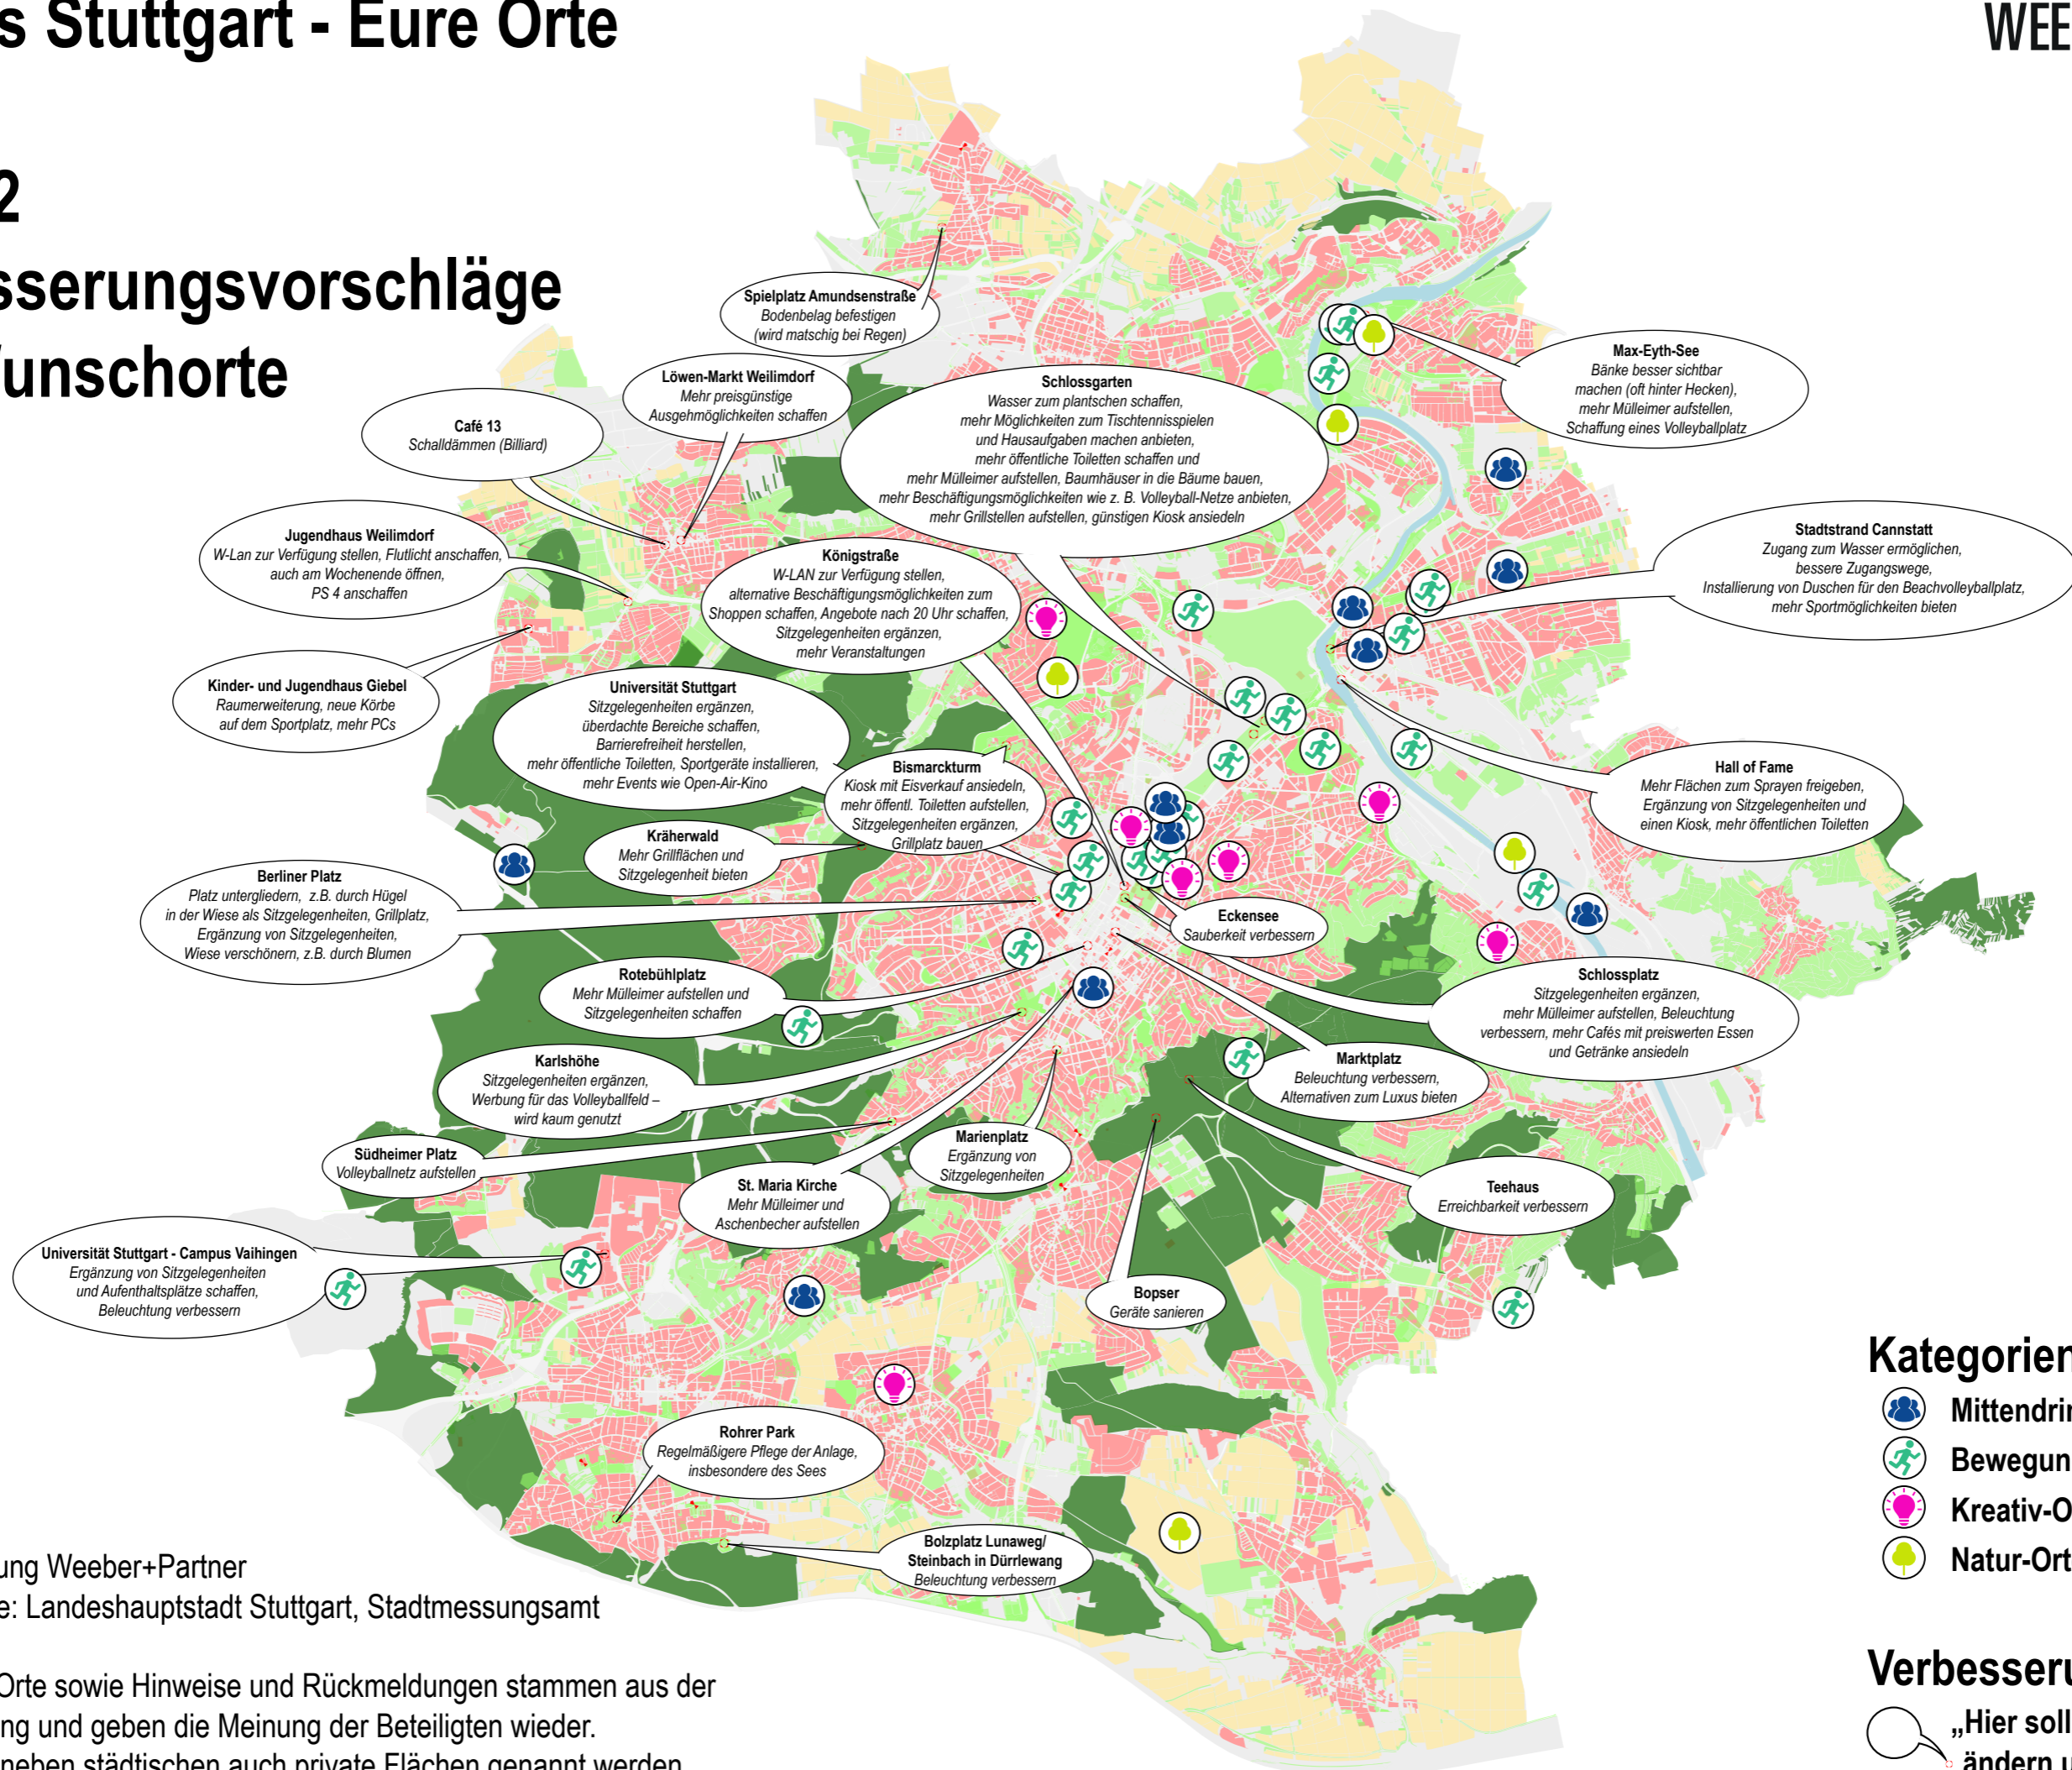 s Stuttgart - Eure Orte
WEE
2
sserungsvorschläge
unschorte
Spielplatz Amundsenstraße
Bodenbelag befestigen
(wird matschig bei Regen)
Löwen-Markt Weilimdorf
Mehr preisgünstige
Ausgehmöglichkeiten schaffen
Café 13
Schalldämmen (Billiard)
Schlossgarten
Wasser zum plantschen schaffen,
mehr Möglichkeiten zum Tischtennisspielen
und Hausaufgaben machen anbieten,
mehr öffentliche Toiletten schaffen und
mehr Mülleimer aufstellen, Baumhäuser in die Bäume bauen,
mehr Beschäftigungsmöglichkeiten wie z. B. Volleyball-Netze anbieten,
mehr Grillstellen aufstellen, günstigen Kiosk ansiedeln
Max-Eyth-See
Bänke besser sichtbar
machen (oft hinter Hecken),
mehr Mülleimer aufstellen,
Schaffung eines Volleyballplatz
Jugendhaus Weilimdorf
W-Lan zur Verfügung stellen, Flutlicht anschaffen,
auch am Wochenende öffnen,
PS 4 anschaffen
Königstraße
W-LAN zur Verfügung stellen,
alternative Beschäftigungsmöglichkeiten zum
Shoppen schaffen, Angebote nach 20 Uhr schaffen,
Sitzgelegenheiten ergänzen,
mehr Veranstaltungen
Stadtstrand Cannstatt
Zugang zum Wasser ermöglichen,
bessere Zugangswege,
Installierung von Duschen für den Beachvolleyballplatz,
mehr Sportmöglichkeiten bieten
Kinder- und Jugendhaus Giebel
Raumerweiterung, neue Körbe
auf dem Sportplatz, mehr PCs
Universität Stuttgart
Sitzgelegenheiten ergänzen,
überdachte Bereiche schaffen,
Barrierefreiheit herstellen,
mehr öffentliche Toiletten, Sportgeräte installieren,
mehr Events wie Open-Air-Kino
Bismarckturm
Kiosk mit Eisverkauf ansiedeln,
mehr öffentl. Toiletten aufstellen,
Sitzgelegenheiten ergänzen,
Grillplatz bauen
Hall of Fame
Mehr Flächen zum Sprayen freigeben,
Ergänzung von Sitzgelegenheiten und
einen Kiosk, mehr öffentlichen Toiletten
Kräherwald
Mehr Grillflächen und
Sitzgelegenheit bieten
Berliner Platz
Platz untergliedern, z.B. durch Hügel
in der Wiese als Sitzgelegenheiten, Grillplatz,
Ergänzung von Sitzgelegenheiten,
Wiese verschönern, z.B. durch Blumen
Eckensee
Sauberkeit verbessern
Rotebühlplatz
Mehr Mülleimer aufstellen und
Sitzgelegenheiten schaffen
Schlossplatz
Sitzgelegenheiten ergänzen,
mehr Mülleimer aufstellen, Beleuchtung
verbessern, mehr Cafés mit preiswerten Essen
und Getränke ansiedeln
Karlshöhe
Sitzgelegenheiten ergänzen,
Werbung für das Volleyballfeld –
wird kaum genutzt
Marktplatz
Beleuchtung verbessern,
Alternativen zum Luxus bieten
Südheimer Platz
Volleyballnetz aufstellen
Marienplatz
Ergänzung von
Sitzgelegenheiten
St. Maria Kirche
Mehr Mülleimer und
Aschenbecher aufstellen
Teehaus
Erreichbarkeit verbessern
Universität Stuttgart - Campus Vaihingen
Ergänzung von Sitzgelegenheiten
und Aufenthaltsplätze schaffen,
Beleuchtung verbessern
Bopser
Geräte sanieren
Rohrer Park
Regelmäßigere Pflege der Anlage,
insbesondere des Sees
Bolzplatz Lunaweg/
Steinbach in Dürrlewang
Beleuchtung verbessern
Kategorien
Mittendrin
Bewegun
Kreativ-O
Natur-Ort
Verbesseru
„Hier soll
ändern u
ung Weeber+Partner
e: Landeshauptstadt Stuttgart, Stadtmessungsamt
Orte sowie Hinweise und Rückmeldungen stammen aus der
ng und geben die Meinung der Beteiligten wieder.
neben städtischen auch private Flächen genannt werden